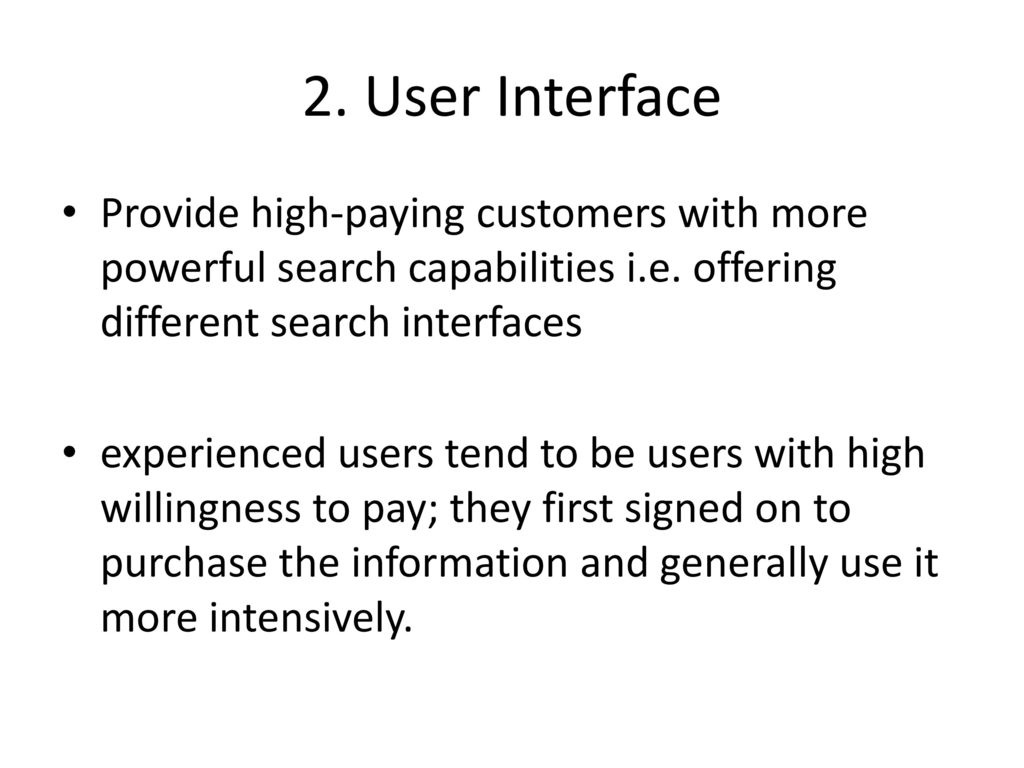 2. User Interface
• Provide high-paying customers with more
powerful search capabilities i.e. offering
different search interfaces
• experienced users tend to be users with high
willingness to pay; they first signed on to
purchase the information and generally use it
more intensively.